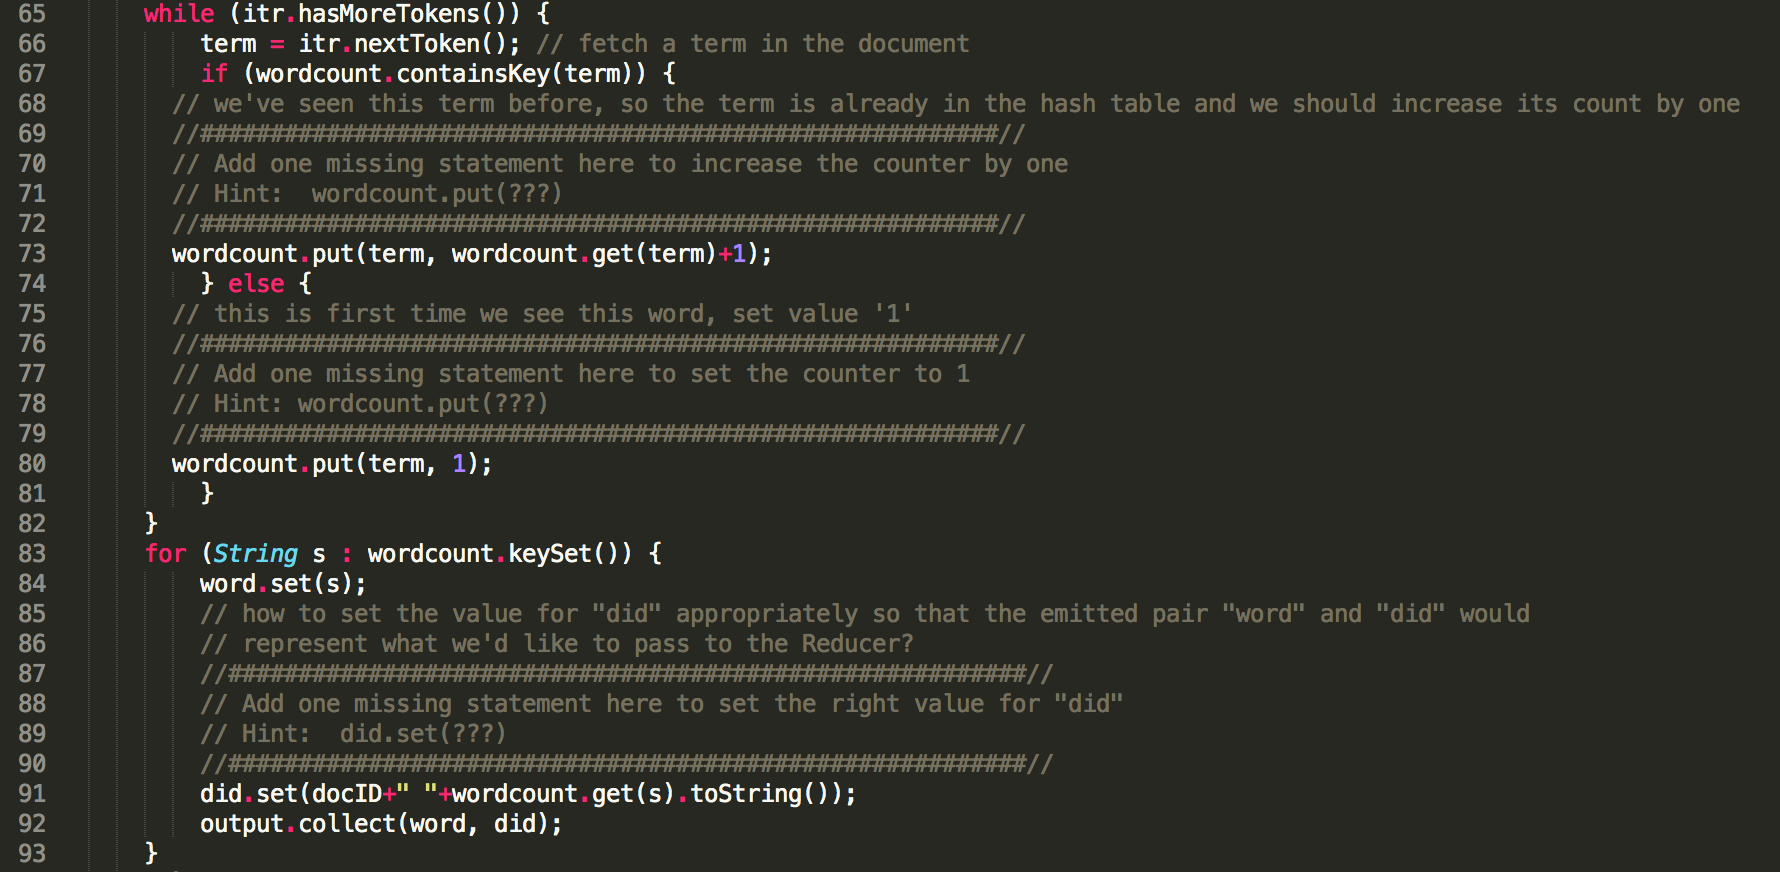 65 while (itr.hasMoreTokens()) {
66 term = itr.nextToken(); // fetch a term in the document
67 if (wordcount.containsKey(term)) {
68 // we've seen this term before, so the term is already in the hash table and we should increase its count by one
69 //#########################################################//
70 // Add one missing statement here to increase the counter by one
71 // Hint:  wordcount.put(???)
72 //#########################################################//
73 wordcount.put(term, wordcount.get(term)+1);
74 } else {
75 // this is first time we see this word, set value '1'
76 //#########################################################//
77 // Add one missing statement here to set the counter to 1
78 // Hint: wordcount.put(???)
79 //#########################################################//
80 wordcount.put(term, 1);
81 }
82 }
83 for (String s : wordcount.keySet()) {
84 word.set(s);
85 // how to set the value for "did" appropriately so that the emitted pair "word" and "did" would
86 // represent what we'd like to pass to the Reducer?
87 //#########################################################//
88 // Add one missing statement here to set the right value for "did"
89 // Hint:  did.set(???)
90 //#########################################################//
91 did.set(docID+" "+wordcount.get(s).toString());
92 output.collect(word, did);
93 }